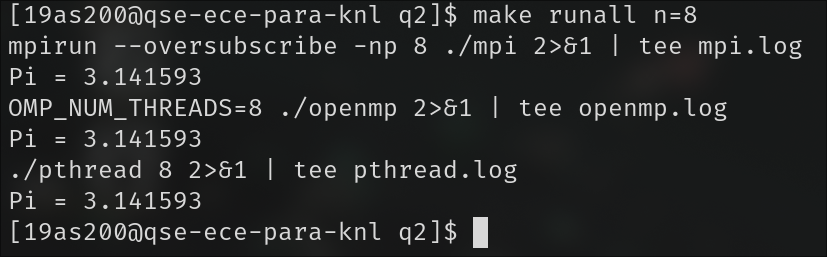 [19as200@qse-ece-para-knl q2]$ make runall n=8
mpirun --oversubscribe -np 8 ./mpi 2>&1 | tee mpi.log
Pi = 3.141593
OMP_NUM_THREADS=8 ./openmp 2>&1 | tee openmp.log
Pi = 3.141593
./pthread 8 2>&1 | tee pthread.log
Pi = 3.141593
[19as200@qse-ece-para-knl q2]$